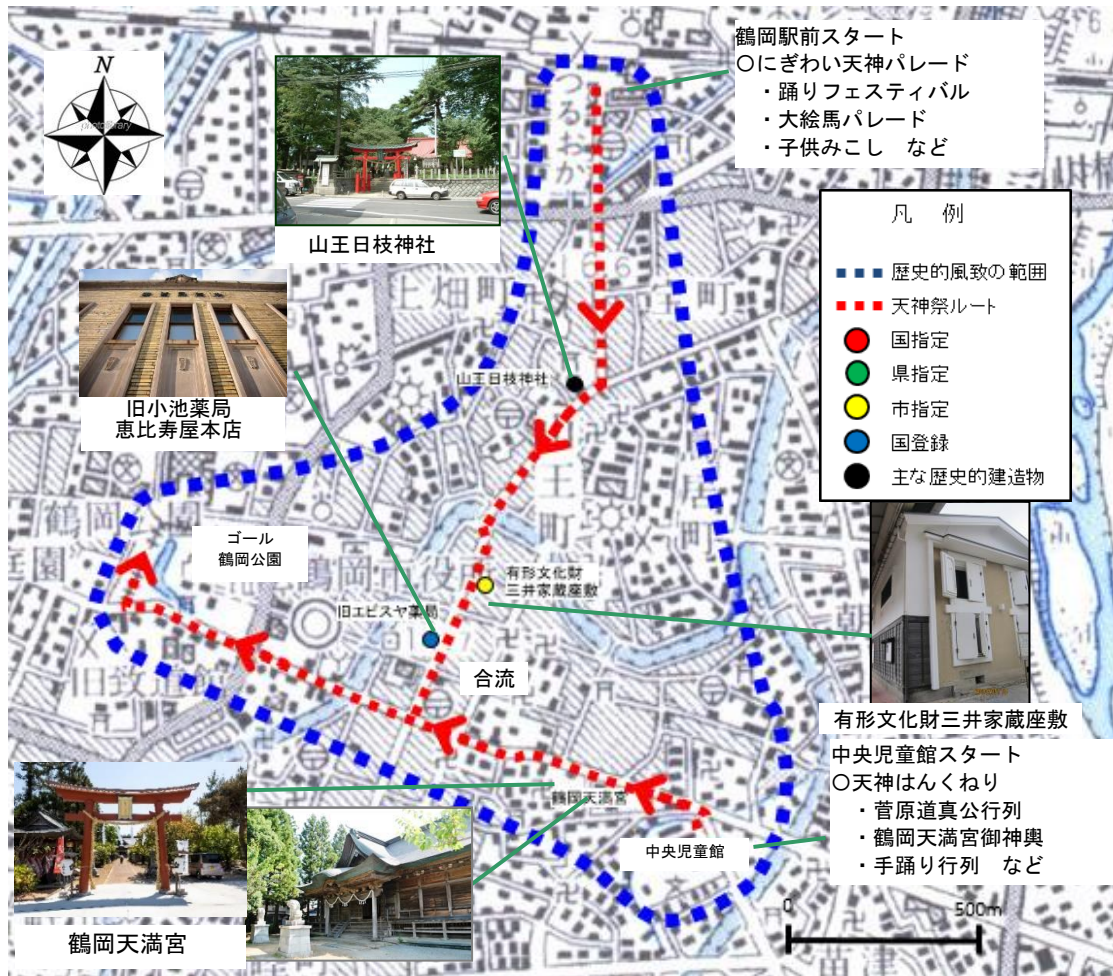 鶴岡駅前スタート
〇にぎわい天神パレード
・踊りフェスティバル
・大絵馬パレード
・子供みこし など
N
photolibrary
山王日枝神社
つるおか
凡 例
歴史的風致の範囲
天神祭ルート
国指定
県指定
市指定
国登録
主な歴史的建造物
旧小池薬局
恵比寿屋本店
上畑町
山王日枝神社
ゴール
鶴岡公園
有形文化財
三井家蔵座敷
旧エビスヤ薬局
合流
有形文化財三井家蔵座敷
中央児童館スタート
〇天神はんくねり
・菅原道真公行列
・鶴岡天満宮御神輿
・手踊り行列 など
鶴岡天満宮
中央児童館
鶴岡天満宮
0 500m